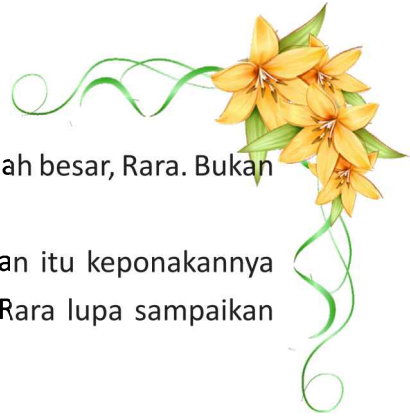 ah besar, Rara. Bukan
an itu keponakannya
Rara lupa sampaikan